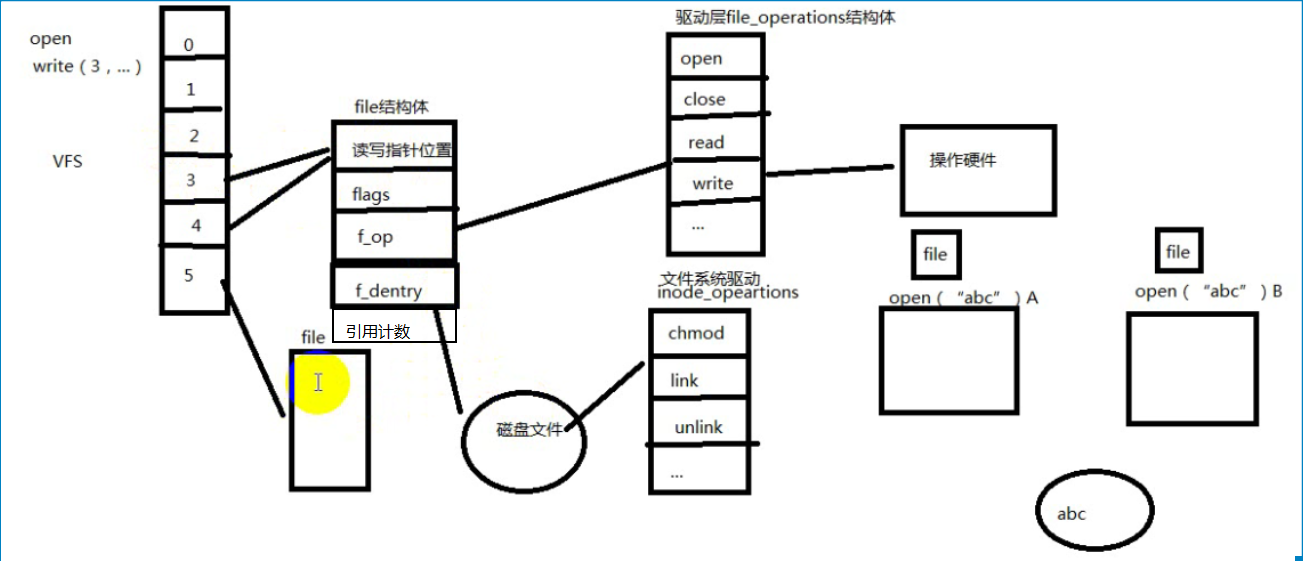 open
write（3，...）
VFS
0
1
2
3
4
5
file结构体
读写指针位置
flags
f_op
f_dentry
引用计数
file
驱动层file_operations结构体
open
close
read
write
...
操作硬件
磁盘文件
文件系统驱动
inode_opeartions
chmod
link
unlink
...
file
open（“abc”）A
file
open（“abc”）B
abc